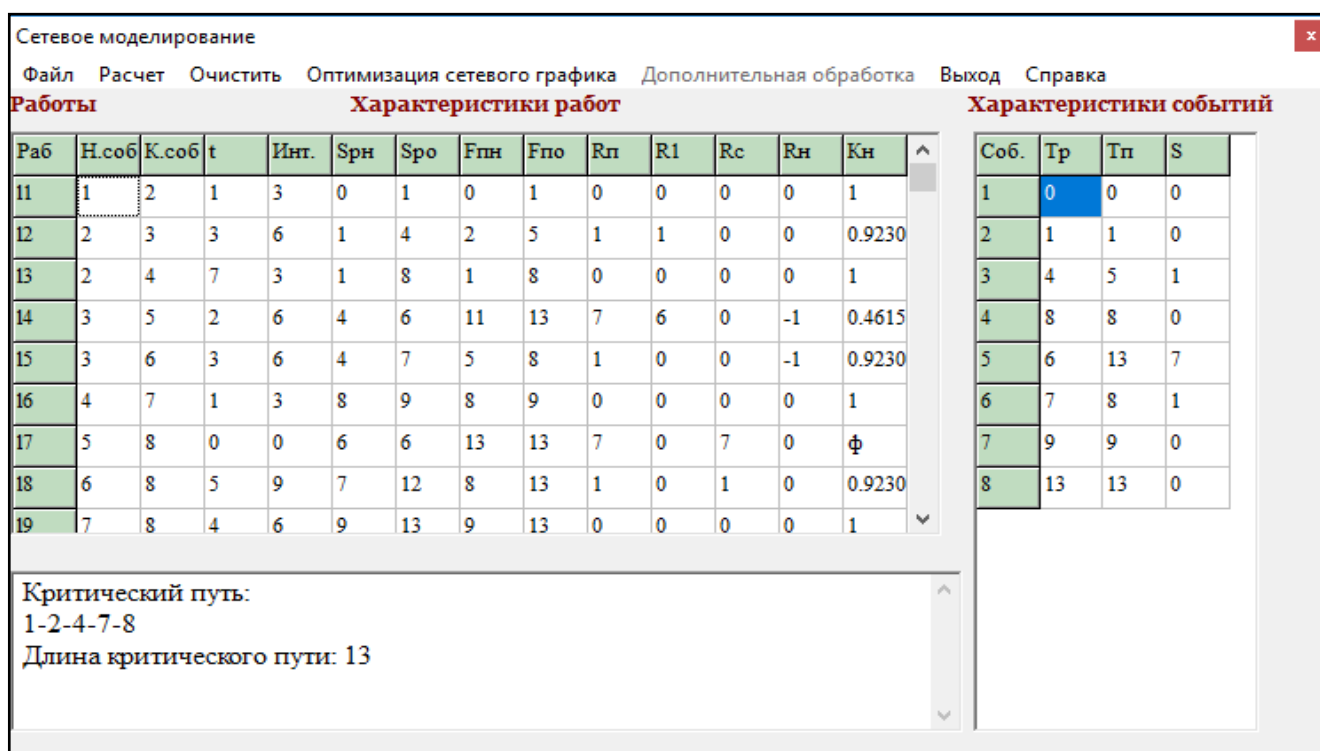 Сетевое моделирование
x
Файл Расчет Очистить Оптимизация сетевого графика Дополнительная обработка Выход Справка
Работы Характеристики работ Характеристики событий
Раб Н.соб К.соб t Инт. Sрн Sро Fпн Fпо Rп R1 Rc Rн Кн
11 1 2 1 3 0 1 0 1 0 0 0 0 1
12 2 3 3 6 1 4 2 5 1 1 0 0 0.9230
13 2 4 7 3 1 8 1 8 0 0 0 0 1
14 3 5 2 6 4 6 11 13 7 6 0 -1 0.4615
15 3 6 3 6 4 7 5 8 1 0 0 -1 0.9230
16 4 7 1 3 8 9 8 9 0 0 0 0 1
17 5 8 0 0 6 6 13 13 7 0 7 0 ф
18 6 8 5 9 7 12 8 13 1 0 1 0 0.9230
19 7 8 4 6 9 13 9 13 0 0 0 0 1
Соб. Тр Тп S
1 0 0 0
2 1 1 0
3 4 5 1
4 8 8 0
5 6 13 7
6 7 8 1
7 9 9 0
8 13 13 0
Критический путь:
1-2-4-7-8
Длина критического пути: 13